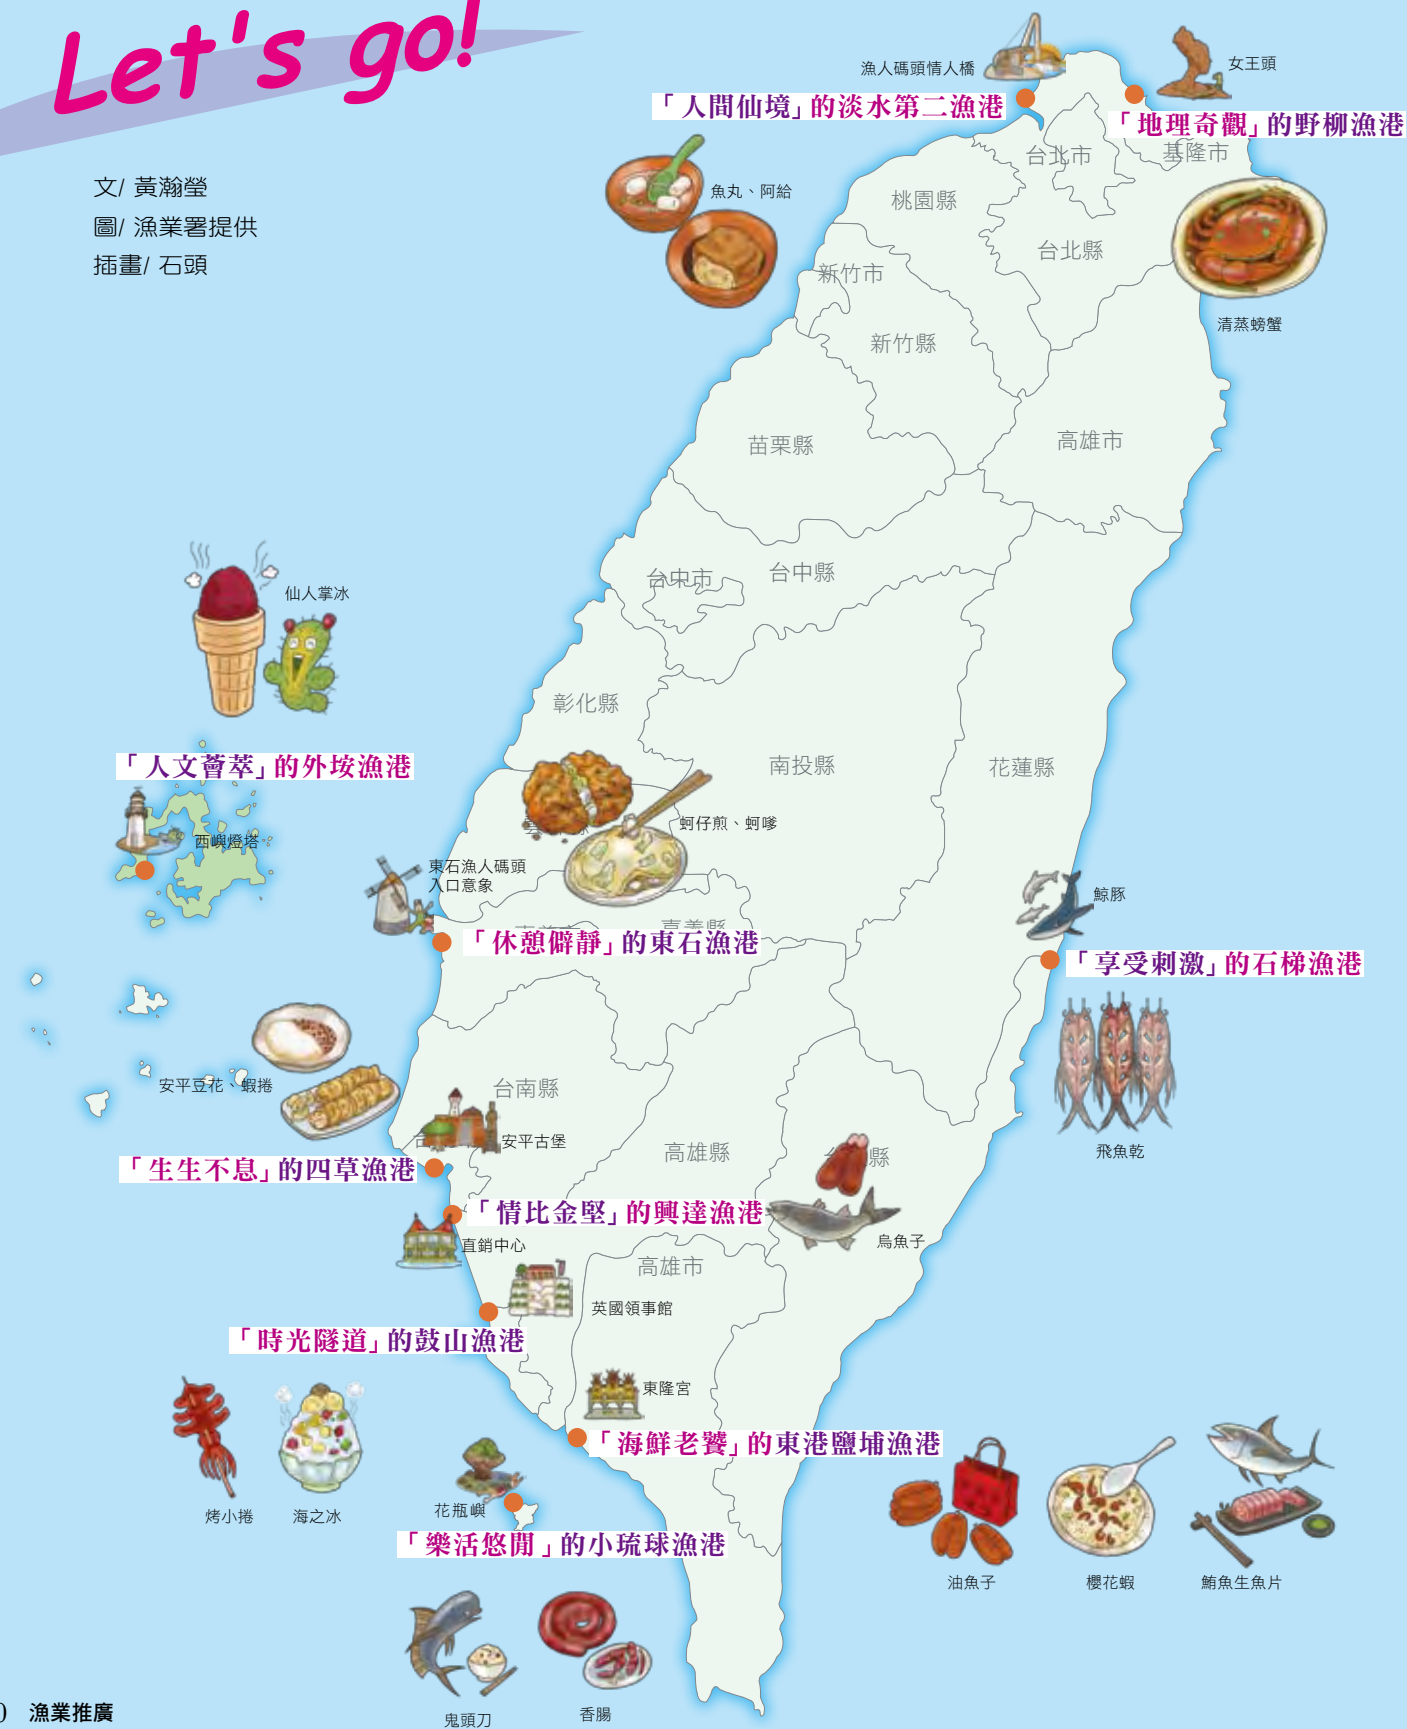 Let's go!
文/ 黃瀚瑩
圖/ 漁業署提供
插畫/ 石頭
漁人碼頭情人橋
女王頭
「人間仙境」的淡水第二漁港
「地理奇觀」的野柳漁港
台北市
基隆市
魚丸、阿給
桃園縣
台北縣
新竹市
清蒸螃蟹
新竹縣
苗栗縣
高雄市
台中市
台中縣
仙人掌冰
彰化縣
「人文薈萃」的外垵漁港
南投縣
花蓮縣
蚵仔煎、蚵嗲
西嶼燈塔
東石漁人碼頭
入口意象
鯨豚
嘉義縣
「休憩僻靜」的東石漁港
「享受刺激」的石梯漁港
安平豆花、蝦捲
台南縣
安平古堡
高雄縣
飛魚乾
縣
「生生不息」的四草漁港
「情比金堅」的興達漁港
烏魚子
直銷中心
高雄市
英國領事館
「時光隧道」的鼓山漁港
東隆宮
「海鮮老饕」的東港鹽埔漁港
花瓶嶼
烤小捲
海之冰
「樂活悠閒」的小琉球漁港
油魚子
櫻花蝦
鮪魚生魚片
鬼頭刀
香腸
漁業推廣